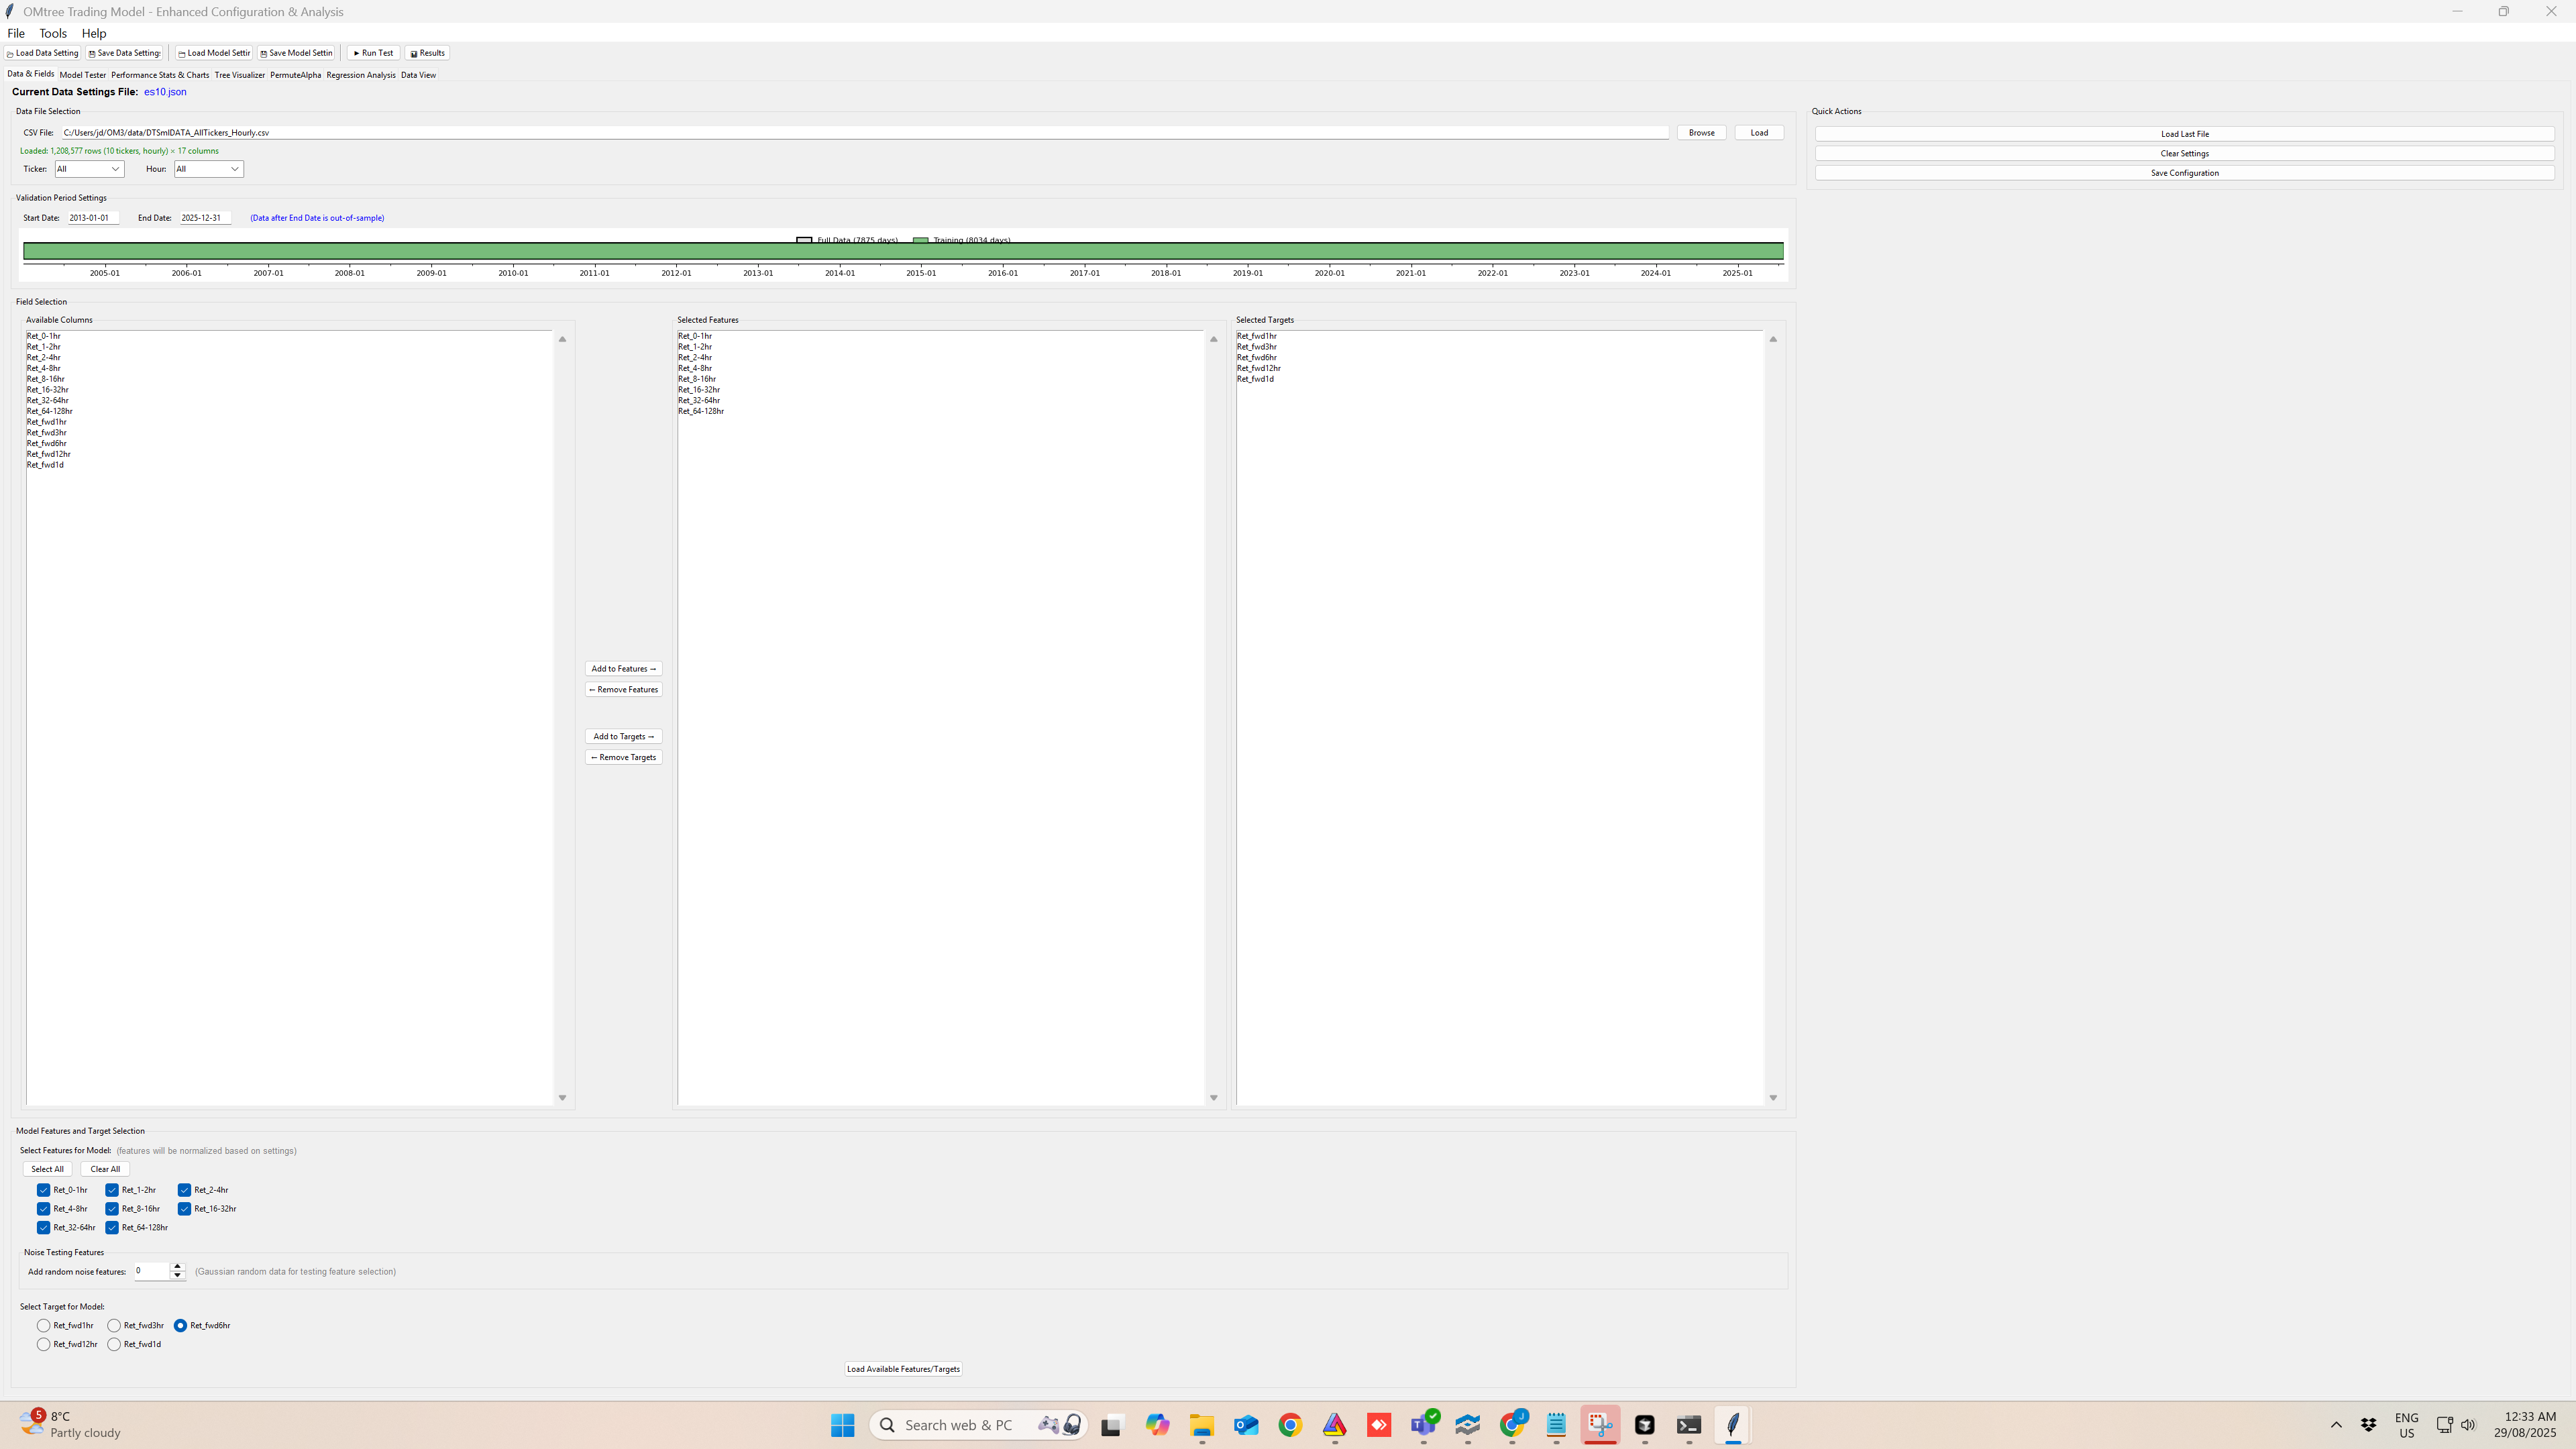 OMtree Trading Model - Enhanced Configuration & Analysis
File Tools Help
Load Data Setting Save Data Setting: Load Model Settir Save Model Settin Run Test Results
Data & Fields Model Tester Performance Stats & Charts Tree Visualizer PermuteAlpha Regression Analysis Data View
Current Data Settings File: es10.json
Data File Selection
CSV File: C:/Users/jd/OM3/data/DTSmlDATA_AllTickers_Hourly.csv Browse Load
Loaded: 1,208,577 rows (10 tickers, hourly) × 17 columns
Ticker: All Hour: All
Quick Actions
Load Last File
Clear Settings
Save Configuration
Validation Period Settings
Start Date: 2013-01-01 End Date: 2025-12-31 (Data after End Date is out-of-sample)
Full Data (7875 days) Training (8034 days)
2005-01 2006-01 2007-01 2008-01 2009-01 2010-01 2011-01 2012-01 2013-01 2014-01 2015-01 2016-01 2017-01 2018-01 2019-01 2020-01 2021-01 2022-01 2023-01 2024-01 2025-01
Field Selection
Available Columns
Ret_0-1hr
Ret_1-2hr
Ret_2-4hr
Ret_4-8hr
Ret_8-16hr
Ret_16-32hr
Ret_32-64hr
Ret_64-128hr
Ret_fwd1hr
Ret_fwd3hr
Ret_fwd6hr
Ret_fwd12hr
Ret_fwd1d
Add to Features →
← Remove Features
Add to Targets →
← Remove Targets
Selected Features
Ret_0-1hr
Ret_1-2hr
Ret_2-4hr
Ret_4-8hr
Ret_8-16hr
Ret_16-32hr
Ret_32-64hr
Ret_64-128hr
Selected Targets
Ret_fwd1hr
Ret_fwd3hr
Ret_fwd6hr
Ret_fwd12hr
Ret_fwd1d
Model Features and Target Selection
Select Features for Model: (features will be normalized based on settings)
Select All Clear All
Ret_0-1hr Ret_1-2hr Ret_2-4hr
Ret_4-8hr Ret_8-16hr Ret_16-32hr
Ret_32-64hr Ret_64-128hr
Noise Testing Features
Add random noise features: 0 (Gaussian random data for testing feature selection)
Select Target for Model:
Ret_fwd1hr Ret_fwd3hr Ret_fwd6hr
Ret_fwd12hr Ret_fwd1d
Load Available Features/Targets
5 8°C
Partly cloudy
Search web & PC
J
ENG
US
12:33 AM
29/08/2025